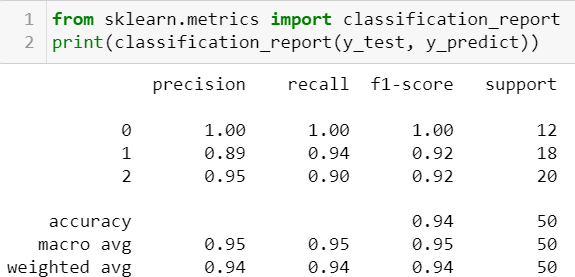 1 from sklearn.metrics import classification_report
2 print(classification_report(y_test, y_predict))
precision recall f1-score support
0 1.00 1.00 1.00 12
1 0.89 0.94 0.92 18
2 0.95 0.90 0.92 20
accuracy 0.94 50
macro avg 0.95 0.95 0.95 50
weighted avg 0.94 0.94 0.94 50